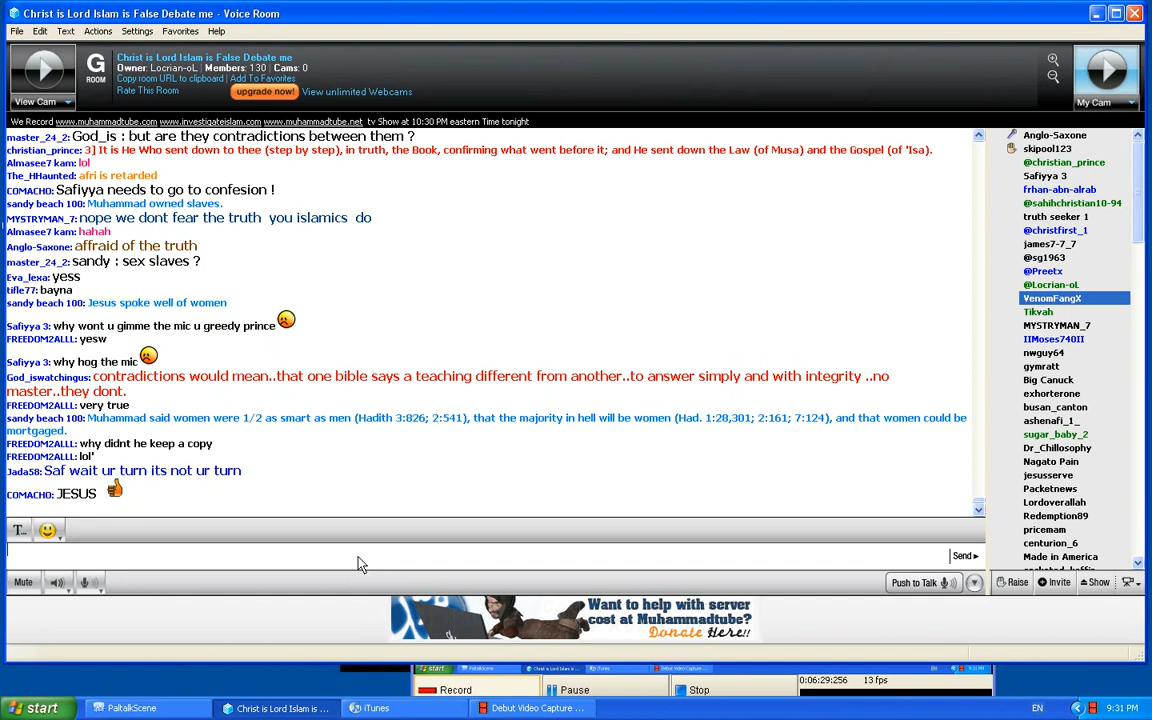 Christ is Lord Islam is False Debate me - Voice Room
File Edit Text Actions Settings Favorites Help
View Cam
G ROOM
Christ is Lord Islam is False Debate me
Owner: Locrian-oL | Members: 130 | Cams: 0
Copy room URL to clipboard | Add To Favorites
Rate This Room
upgrade now! View unlimited Webcams
My Cam
We Record www.muhammadtube.com www.investigateislam.com www.muhammadtube.net tv Show at 10:30 PM eastern Time tonight
master_24_2: God_is : but are they contradictions between them ?
christian_prince: 3] It is He Who sent down to thee (step by step), in truth, the Book, confirming what went before it; and He sent down the Law (of Musa) and the Gospel (of 'Isa).
Almasee7 kam: lol
The_HHaunted: afri is retarded
COMACHO: Safiyya needs to go to confesion !
sandy beach 100: Muhammad owned slaves.
MYSTRYMAN_7: nope we dont fear the truth you islamics do
Almasee7 kam: hahah
Anglo-Saxone: affraid of the truth
master_24_2: sandy : sex slaves ?
Eva_lexa: yess
tifle77: bayna
sandy beach 100: Jesus spoke well of women
Safiyya 3: why wont u gimme the mic u greedy prince
FREEDOM2ALLL: yesw
Safiyya 3: why hog the mic
God_iswatchingus: contradictions would mean..that one bible says a teaching different from another..to answer simply and with integrity ..no
master..they dont.
FREEDOM2ALLL: very true
sandy beach 100: Muhammad said women were 1/2 as smart as men (Hadith 3:826; 2:541), that the majority in hell will be women (Had. 1:28,301; 2:161; 7:124), and that women could be
mortgaged.
FREEDOM2ALLL: why didnt he keep a copy
FREEDOM2ALLL: lol'
Jada58: Saf wait ur turn its not ur turn
COMACHO: JESUS
Anglo-Saxone
skipool123
@christian_prince
Safiyya 3
frhan-abn-alrab
@sahihchristian10-94
truth seeker 1
@christfirst_1
james7-7_7
@sg1963
@Preetx
@Locrian-oL
VenomFangX
Tikvah
MYSTRYMAN_7
IIMoses740II
nwguy64
gymratt
Big Canuck
exhorterone
busan_canton
ashenafi_1_
sugar_baby_2
Dr_Chillosophy
Nagato Pain
jesusserve
Packetnews
Lordoverallah
Redemption89
pricemam
centurion_6
Made in America
T...
Send
Mute
Push to Talk
Raise Invite Show
Want to help with server
cost at Muhammadtube?
Donate Here!!
Record Pause Stop 0:06:29:256 13 fps
start PaltalkScene Christ is Lord Islam is ... iTunes Debut Video Capture ... EN 9:31 PM